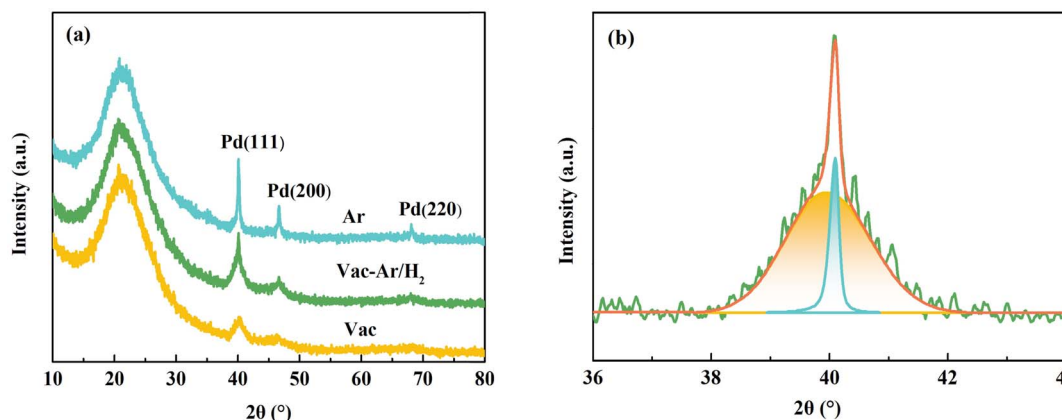 (a)
Pd(111)
Pd(200)
Pd(220)
Ar
Vac-Ar/H₂
Vac
Intensity (a.u.)
10 20 30 40 50 60 70 80
2θ (°)
(b)
Intensity (a.u.)
36 38 40 42
2θ (°)